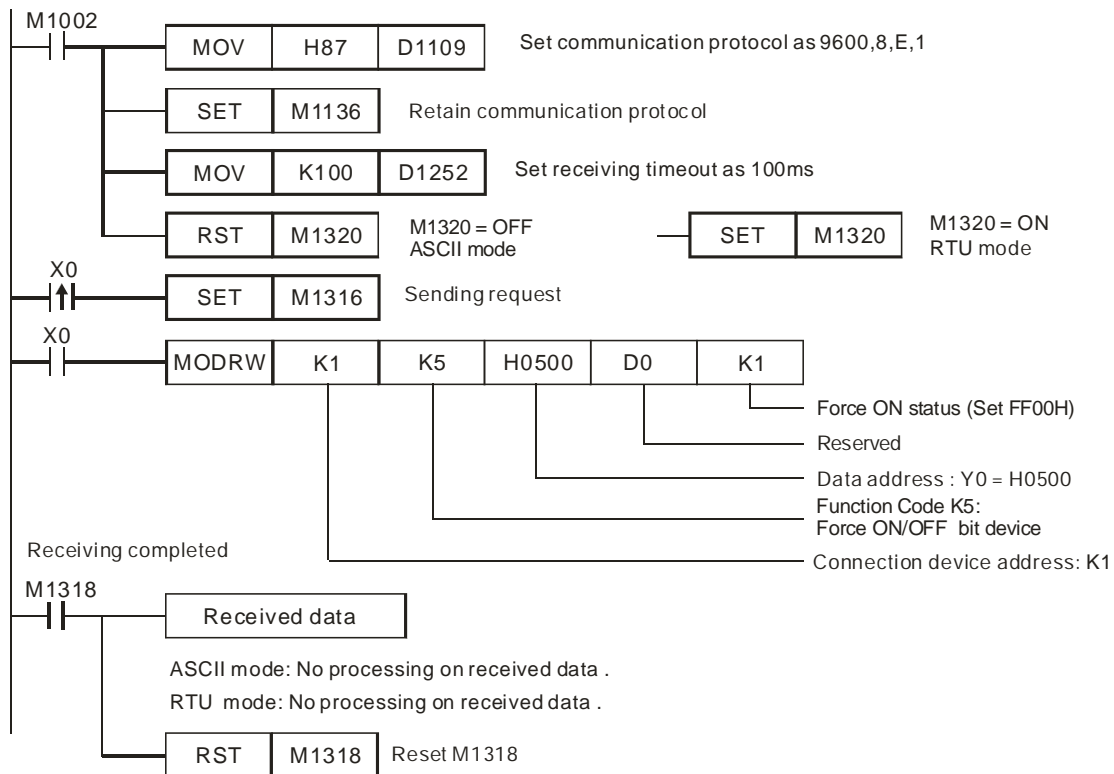 M1002
MOV H87 D1109 Set communication protocol as 9600,8,E,1
SET M1136 Retain communication protocol
MOV K100 D1252 Set receiving timeout as 100ms
RST M1320 M1320 = OFF
ASCII mode
SET M1320 M1320 = ON
RTU mode
X0
SET M1316 Sending request
X0
MODRW K1 K5 H0500 D0 K1
Force ON status (Set FF00H)
Reserved
Data address : Y0 = H0500
Function Code K5:
Force ON/OFF bit device
Connection device address: K1
Receiving completed
M1318
Received data
ASCII mode: No processing on received data .
RTU mode: No processing on received data .
RST M1318 Reset M1318